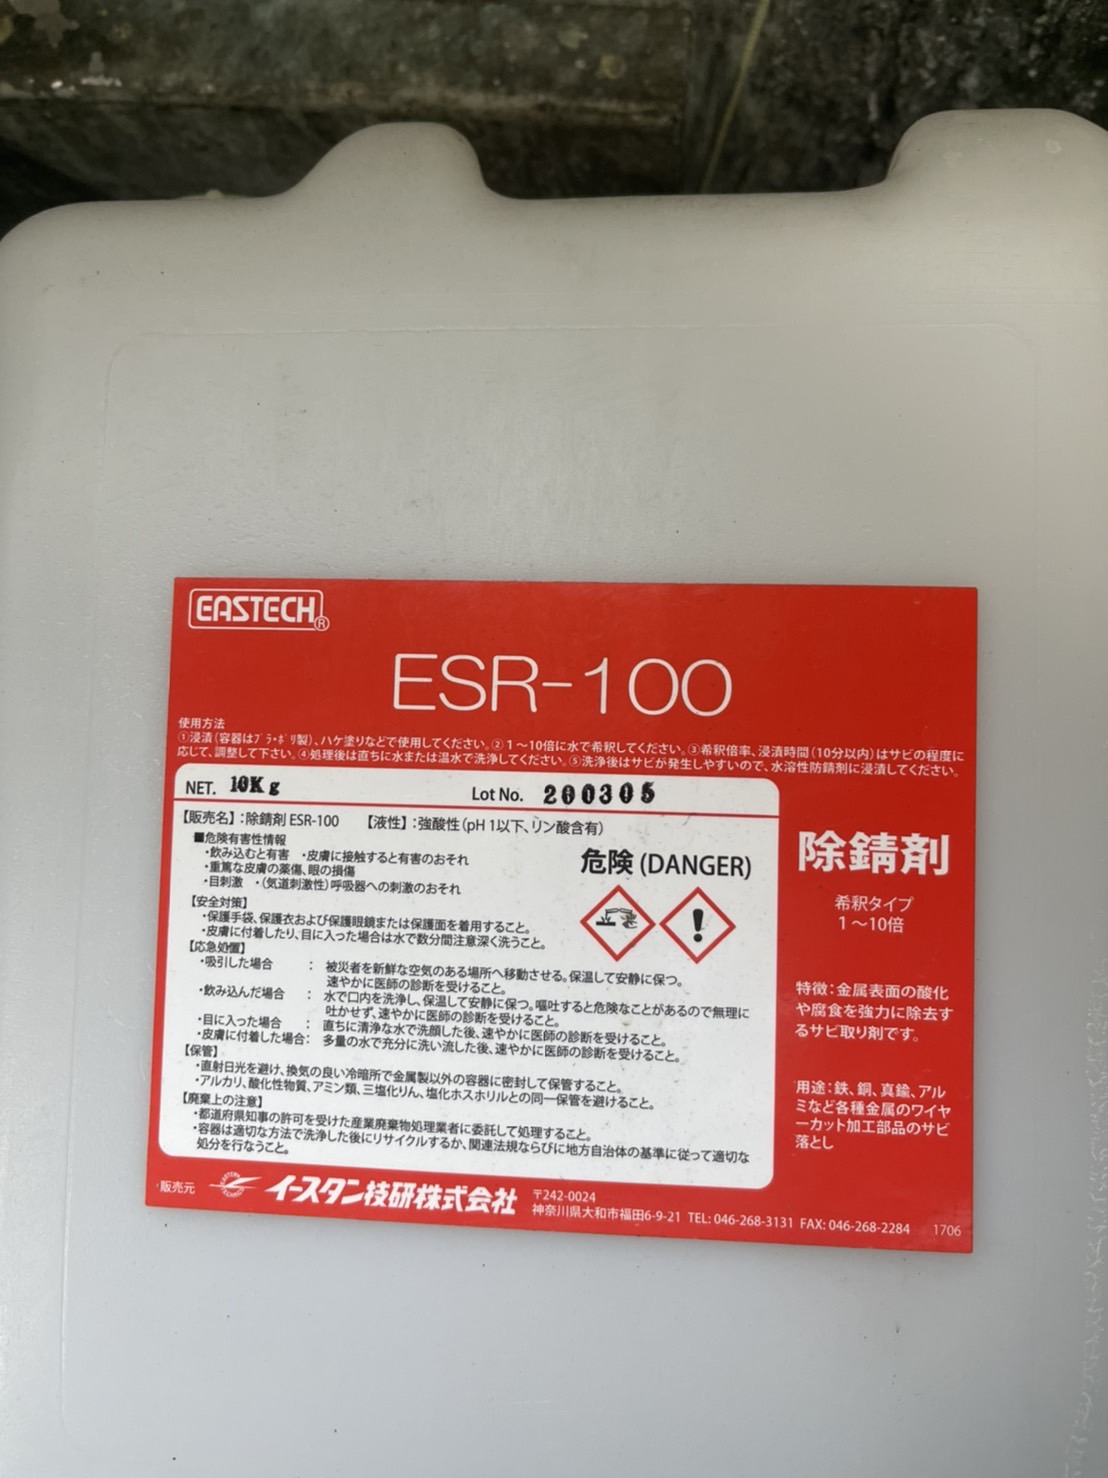 EASTECH®
ESR-100
使用方法
①浸漬(容器はプラ・ポリ製)、ハケ塗りなどで使用してください。②1〜10倍に水で希釈してください。③希釈倍率、浸漬時間(10分以内)はサビの程度に
応じて、調整して下さい。④処理後は直ちに水または温水で洗浄してください。⑤洗浄後はサビが発生しやすいので、水溶性防錆剤に浸漬してください。
NET. 10Kg Lot No. 200305
【販売名】:除錆剤 ESR-100 【液性】:強酸性(pH 1以下、リン酸含有)
■危険有害性情報
・飲み込むと有害 ・皮膚に接触すると有害のおそれ
・重篤な皮膚の薬傷、眼の損傷
・目刺激 ・(気道刺激性)呼吸器への刺激のおそれ
危険 (DANGER)
【安全対策】
・保護手袋、保護衣および保護眼鏡または保護面を着用すること。
・皮膚に付着したり、目に入った場合は水で数分間注意深く洗うこと。
【応急処置】
・吸引した場合 : 被災者を新鮮な空気のある場所へ移動させる。保温して安静に保つ。
速やかに医師の診断を受けること。
・飲み込んだ場合 : 水で口内を洗浄し、保温して安静に保つ。嘔吐すると危険なことがあるので無理に
吐かせず、速やかに医師の診断を受けること。
・目に入った場合 : 直ちに清浄な水で洗顔した後、速やかに医師の診断を受けること。
・皮膚に付着した場合: 多量の水で充分に洗い流した後、速やかに医師の診断を受けること。
【保管】
・直射日光を避け、換気の良い冷暗所で金属製以外の容器に密封して保管すること。
・アルカリ、酸化性物質、アミン類、三塩化りん、塩化ホスホリルとの同一保管を避けること。
【廃棄上の注意】
・都道府県知事の許可を受けた産業廃棄物処理業者に委託して処理すること。
・容器は適切な方法で洗浄した後にリサイクルするか、関連法規ならびに地方自治体の基準に従って適切な
処分を行なうこと。
除錆剤
希釈タイプ
1〜10倍
特徴:金属表面の酸化
や腐食を強力に除去す
るサビ取り剤です。
用途:鉄、銅、真鍮、アル
ミなど各種金属のワイヤ
ーカット加工部品のサビ
落とし
販売元 イースタン技研株式会社 〒242-0024
神奈川県大和市福田6-9-21 TEL: 046-268-3131 FAX: 046-268-2284 1706